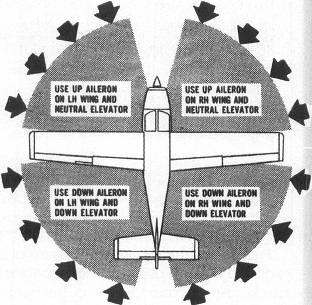 USE UP AILERON
ON LH WING AND
NEUTRAL ELEVATOR
USE UP AILERON
ON RH WING AND
NEUTRAL ELEVATOR
USE DOWN AILERON
ON LH WING AND
DOWN ELEVATOR
USE DOWN AILERON
ON RH WING AND
DOWN ELEVATOR